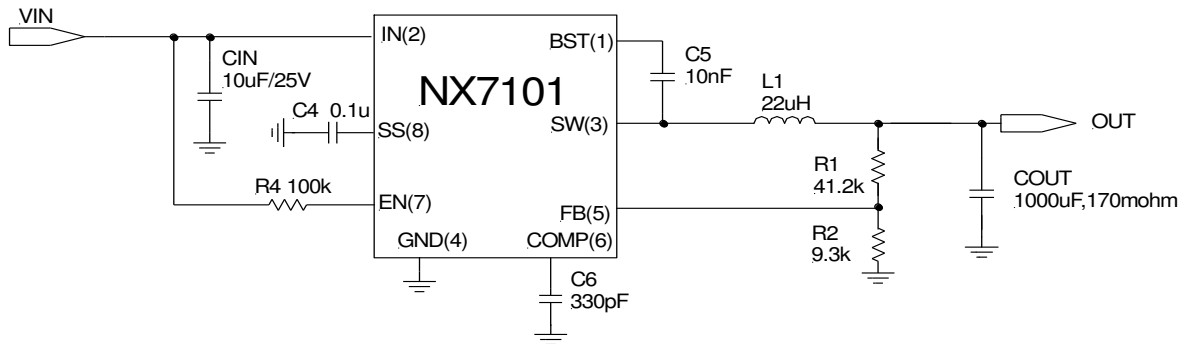 VIN
IN(2)
BST(1)
CIN
10uF/25V
C5
10nF
NX7101
L1
22uH
C4 0.1u
SS(8)
SW(3)
OUT
R1
41.2k
R4 100k
EN(7)
FB(5)
COUT
1000uF,170mohm
GND(4)
COMP(6)
R2
9.3k
C6
330pF